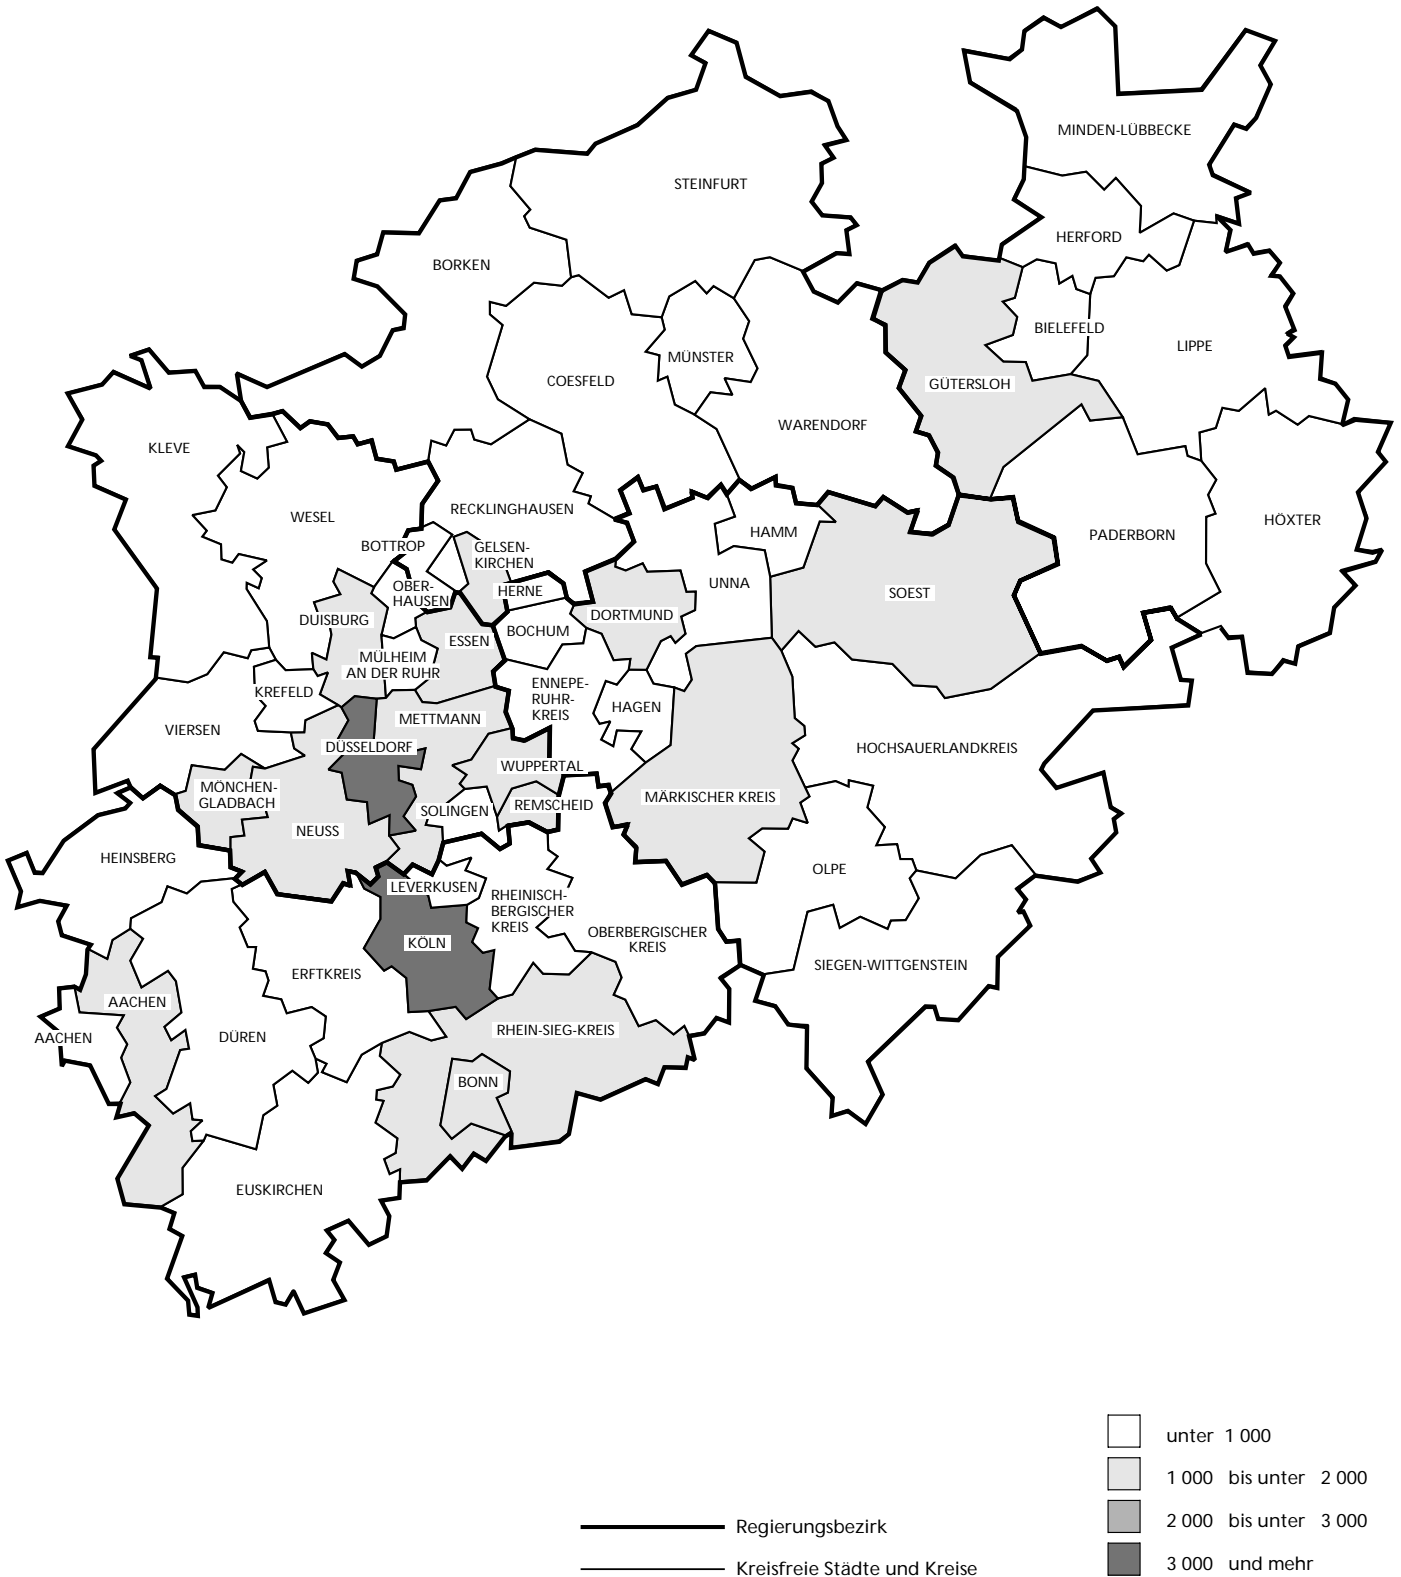 MINDEN-LÜBBECKE
STEINFURT
HERFORD
BORKEN
BIELEFELD
LIPPE
MÜNSTER
COESFELD
GÜTERSLOH
WARENDORF
KLEVE
RECKLINGHAUSEN
WESEL
HÖXTER
HAMM
PADERBORN
BOTTROP
GELSEN-
KIRCHEN
UNNA
OBER-
HAUSEN
HERNE
SOEST
DORTMUND
DUISBURG
BOCHUM
ESSEN
MÜLHEIM
AN DER RUHR
KREFELD
ENNEPE-
RUHR-
KREIS
HAGEN
METTMANN
VIERSEN
DÜSSELDORF
HOCHSAUERLANDKREIS
WUPPERTAL
MÖNCHEN-
GLADBACH
MÄRKISCHER KREIS
REMSCHEID
SOLINGEN
NEUSS
HEINSBERG
OLPE
LEVERKUSEN
RHEINISCH-
BERGISCHER
KREIS
OBERBERGISCHER
KREIS
KÖLN
SIEGEN-WITTGENSTEIN
ERFTKREIS
AACHEN
RHEIN-SIEG-KREIS
AACHEN
DÜREN
BONN
EUSKIRCHEN
unter 1 000
1 000 bis unter 2 000
2 000 bis unter 3 000
3 000 und mehr
Regierungsbezirk
Kreisfreie Städte und Kreise